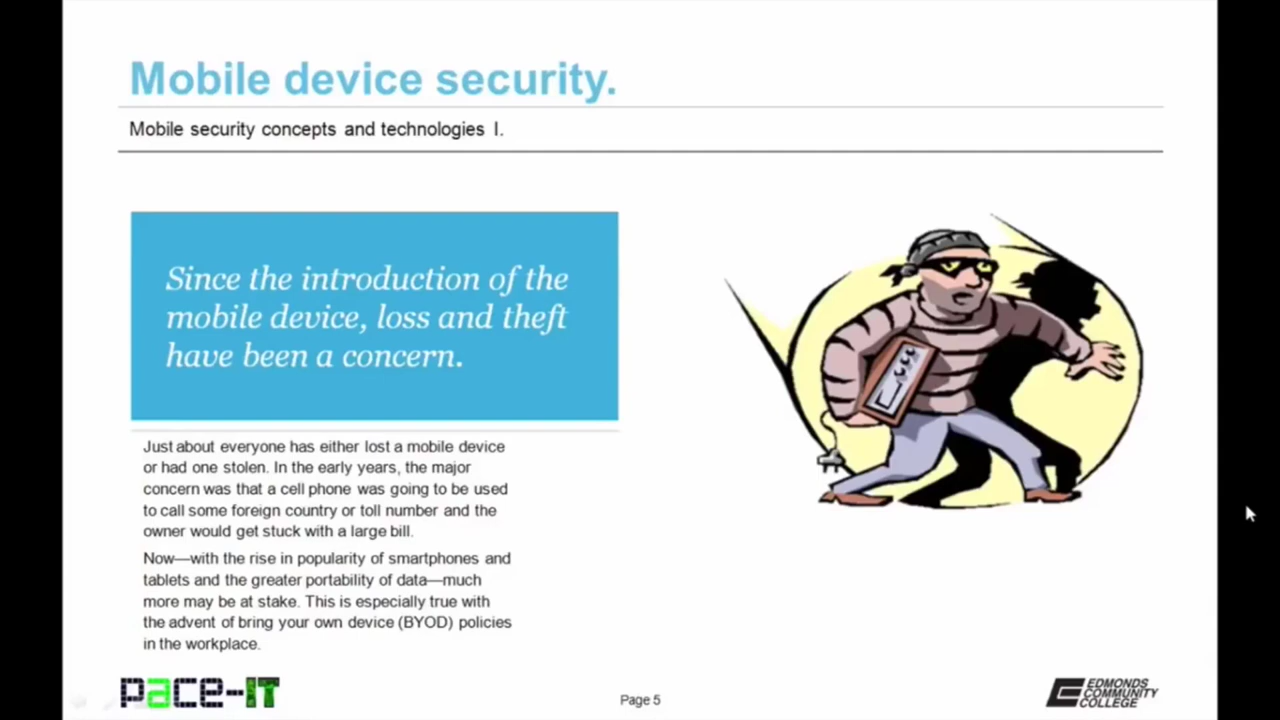 Mobile device security.
Mobile security concepts and technologies I.
Since the introduction of the
mobile device, loss and theft
have been a concern.
Just about everyone has either lost a mobile device
or had one stolen. In the early years, the major
concern was that a cell phone was going to be used
to call some foreign country or toll number and the
owner would get stuck with a large bill.
Now—with the rise in popularity of smartphones and
tablets and the greater portability of data—much
more may be at stake. This is especially true with
the advent of bring your own device (BYOD) policies
in the workplace.
pace-IT
Page 5
EDMONDS
COMMUNITY
COLLEGE